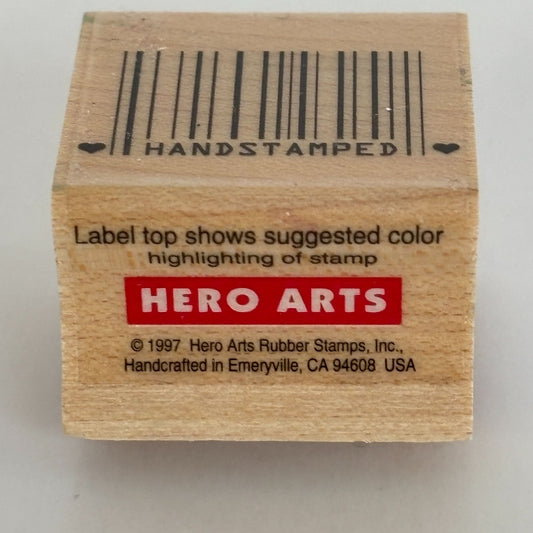 HANDSTAMPED
Label top shows suggested color
highlighting of stamp
HERO ARTS
© 1997 Hero Arts Rubber Stamps, Inc.,
Handcrafted in Emeryville, CA 94608 USA